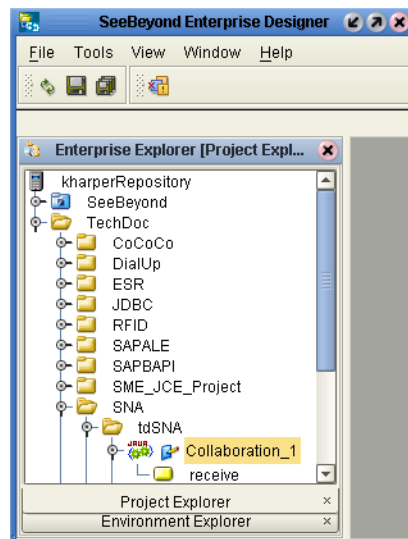 SeeBeyond Enterprise Designer
File Tools View Window Help
Enterprise Explorer [Project Expl...
kharperRepository
SeeBeyond
TechDoc
CoCoCo
DialUp
ESR
JDBC
RFID
SAPALE
SAPBAPI
SME_JCE_Project
SNA
tdSNA
JAVA Collaboration_1
receive
Project Explorer ×
Environment Explorer ×